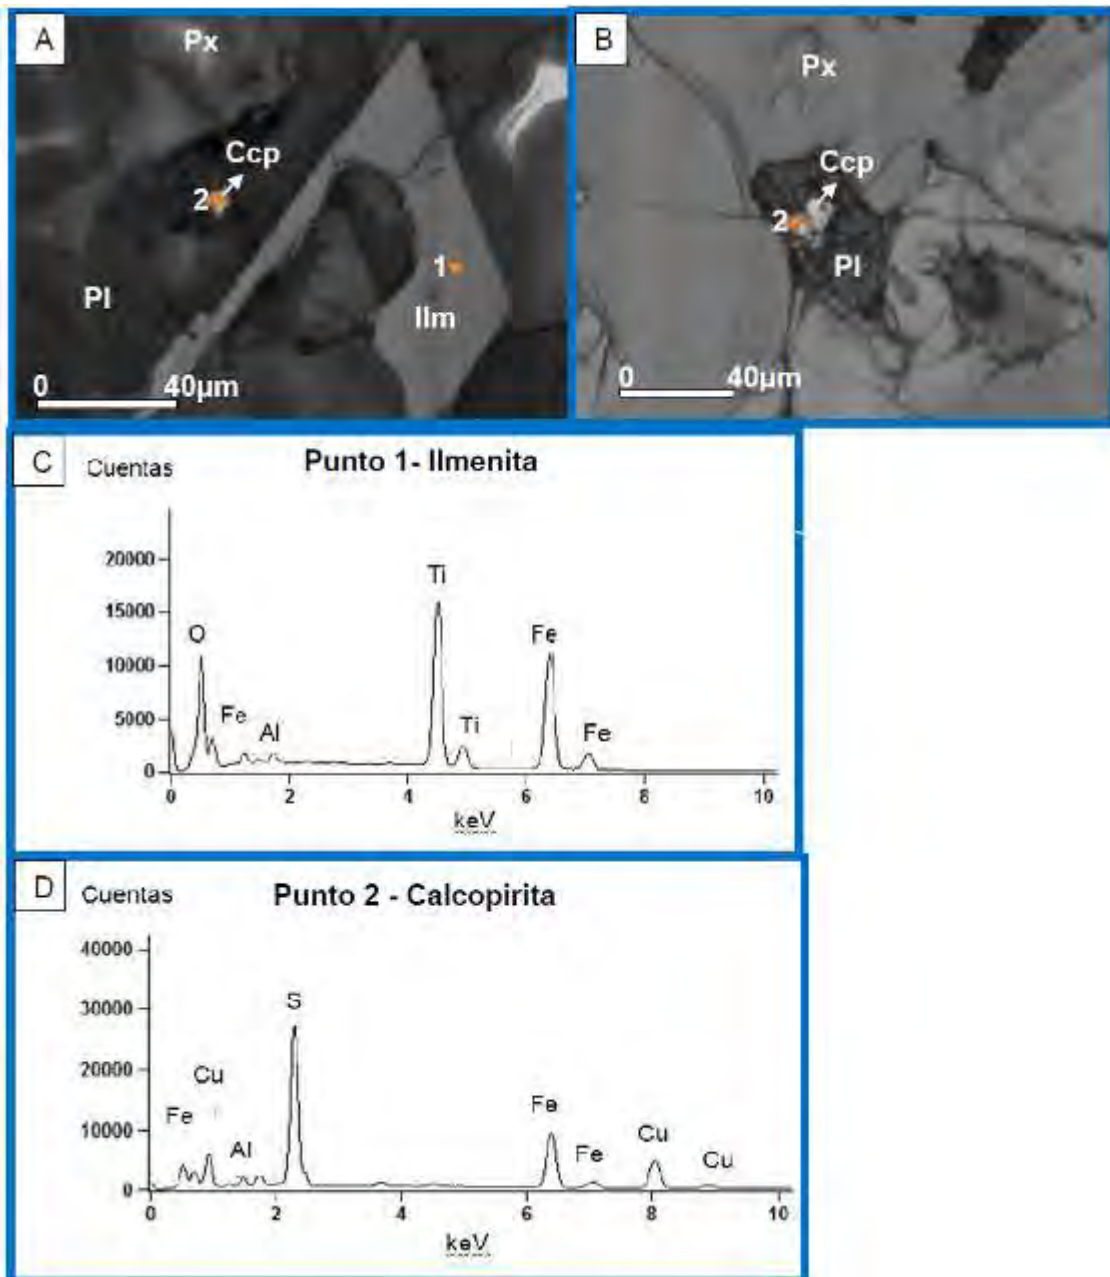 A
Px
Ccp
2
1
Pl
Ilm
0
40µm
B
Px
Ccp
2
Pl
0
40µm
C
Cuentas
Punto 1- Ilmenita
20000
15000
10000
5000
0
O
Fe
Al
Ti
Ti
Fe
Fe
0 2 4 6 8 10
keV
D
Cuentas
Punto 2 - Calcopirita
40000
30000
20000
10000
0
Fe
Cu
Al
S
Fe
Fe
Cu
Cu
0 2 4 6 8 10
keV